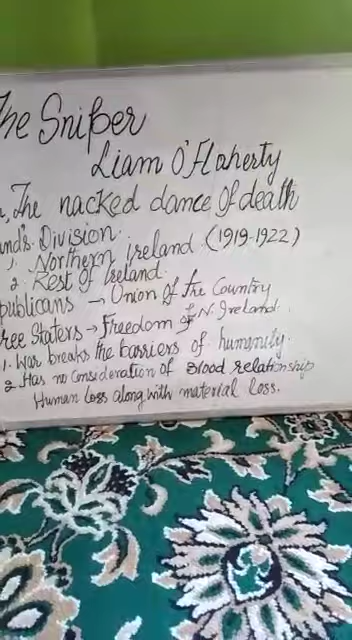 he Sniper
Liam O'Flaherty
, The nacked dance of death
and's Division.
1. Northern Ireland (1919-1922)
2. Rest of Ireland.
publicans → Union of the Country
ree Staters → Freedom of N. Ireland.
1. War breaks the barriers of humanity.
2. Has no consideration of Blood relationship
Human Loss along with material loss.